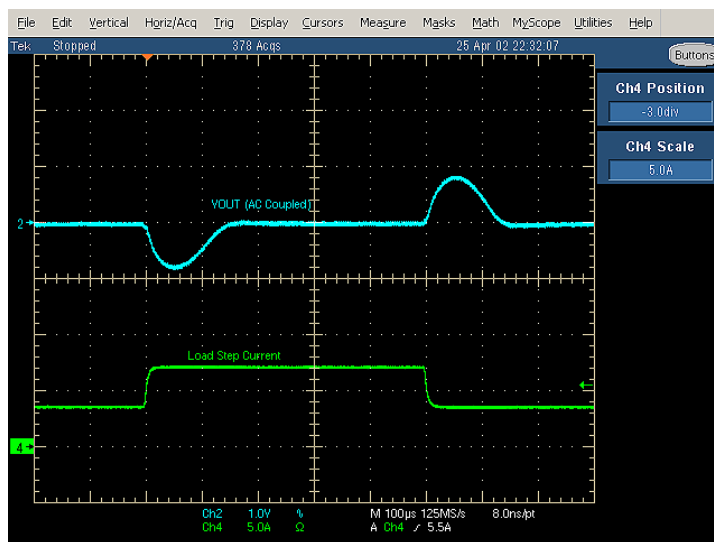 File Edit Vertical Horiz/Acq Trig Display Cursors Measure Masks Math MyScope Utilities Help
Tek Stopped 378 Acqs 25 Apr 02 22:32:07
Buttons
Ch4 Position
-3.0div
Ch4 Scale
5.0A
VOUT (AC Coupled)
2
Load Step Current
4
Ch2 1.0V M 100µs 125MS/s 8.0ns/pt
Ch4 5.0A Ω A Ch4 5.5A